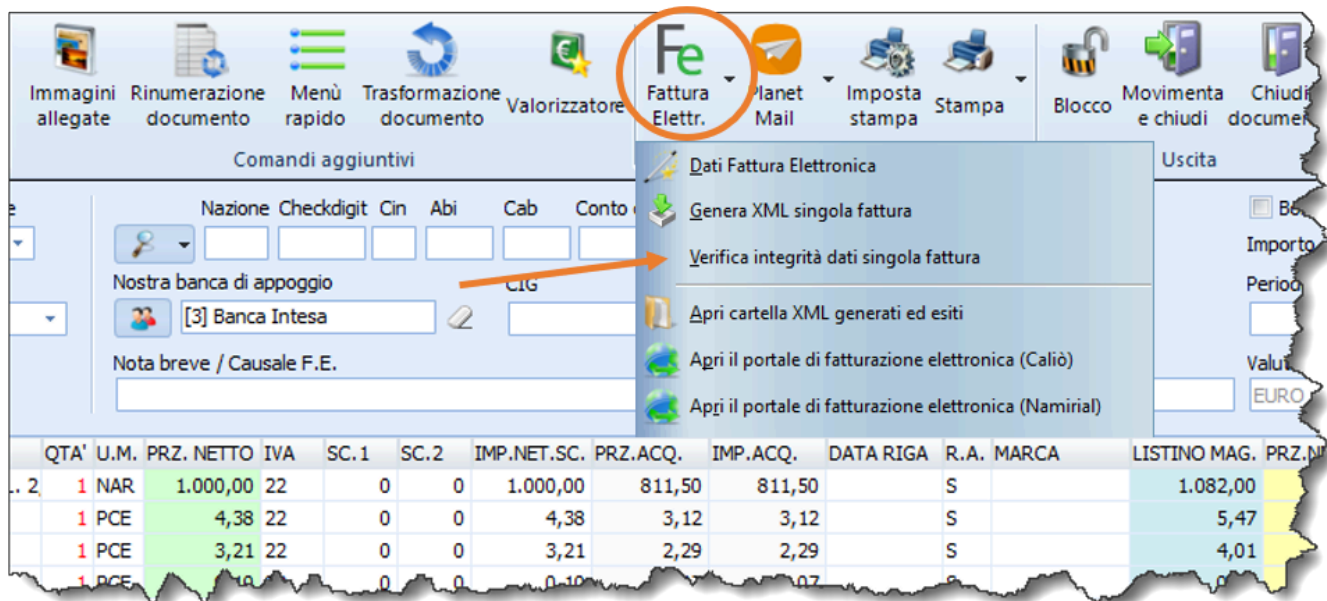 Fe
Immagini allegate
Rinumerazione documento
Menù rapido
Trasformazione documento
Valorizzatore
Fattura Elettr.
Planet Mail
Imposta stampa
Stampa
Blocco
Movimenta e chiudi
Chiudi
Comandi aggiuntivi
Uscita
Dati Fattura Elettronica
Genera XML singola fattura
Verifica integrità dati singola fattura
Apri cartella XML generati ed esiti
Apri il portale di fatturazione elettronica (Caliò)
Apri il portale di fatturazione elettronica (Namirial)
Nazione Checkdigit Cin Abi Cab Conto
Importo
Nostra banca di appoggio CIG
[3] Banca Intesa
Nota breve / Causale F.E.
EURO
QTA' U.M. PRZ. NETTO IVA SC.1 SC.2 IMP.NET.SC. PRZ.ACQ. IMP.ACQ. DATA RIGA R.A. MARCA LISTINO MAG.
1 NAR 1.000,00 22 0 0 1.000,00 811,50 811,50 S 1.082,00
1 PCE 4,38 22 0 0 4,38 3,12 3,12 S 5,47
1 PCE 3,21 22 0 0 3,21 2,29 2,29 S 4,01